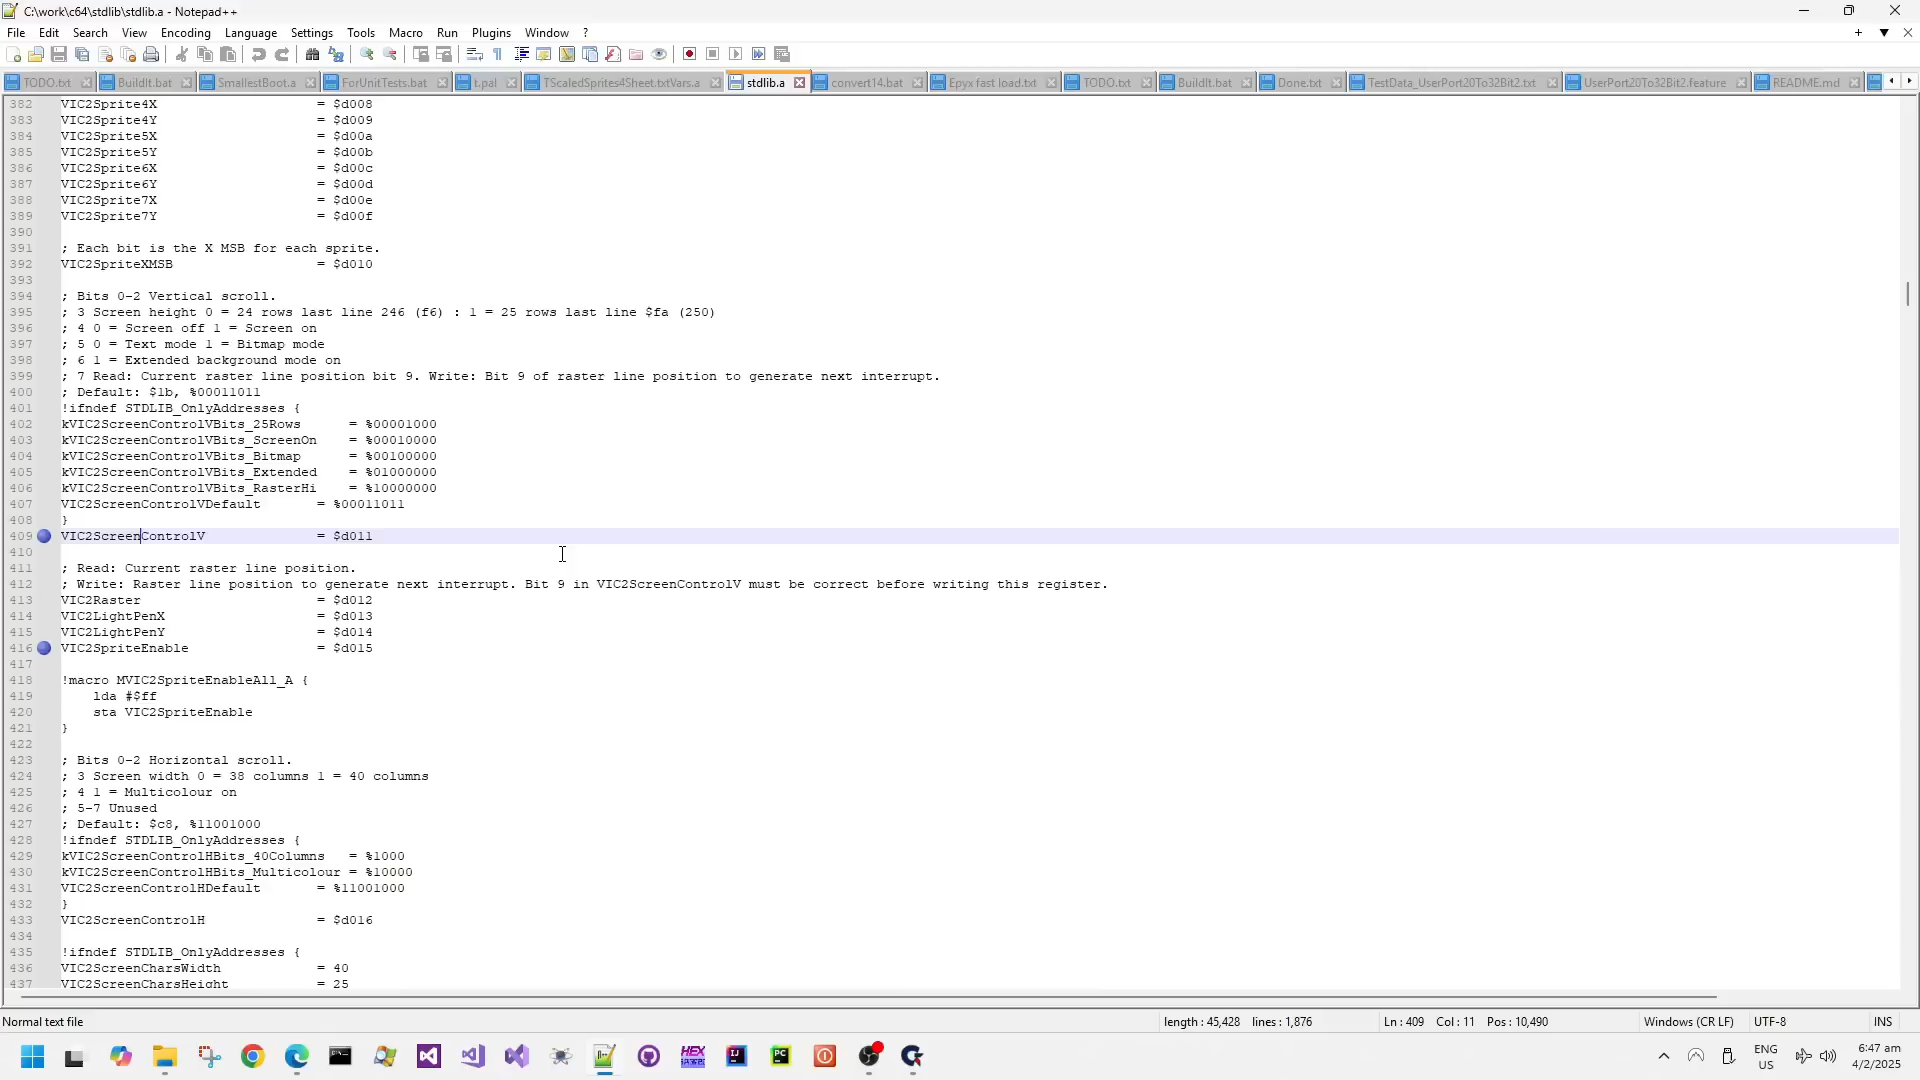 C:\work\c64\stdlib\stdlib.a - Notepad++
File Edit Search View Encoding Language Settings Tools Macro Run Plugins Window ?
TODO.txt BuildIt.bat SmallestBoot.a ForUnitTests.bat t.pal TScaledSprites4Sheet.txtVars.a stdlib.a convert14.bat Epyx fast load.txt TODO.txt BuildIt.bat Done.txt TestData_UserPort20To32Bit2.txt UserPort20To32Bit2.feature README.md
382 VIC2Sprite4X = $d008
383 VIC2Sprite4Y = $d009
384 VIC2Sprite5X = $d00a
385 VIC2Sprite5Y = $d00b
386 VIC2Sprite6X = $d00c
387 VIC2Sprite6Y = $d00d
388 VIC2Sprite7X = $d00e
389 VIC2Sprite7Y = $d00f
390
391 ; Each bit is the X MSB for each sprite.
392 VIC2SpriteXMSB = $d010
393
394 ; Bits 0-2 Vertical scroll.
395 ; 3 Screen height 0 = 24 rows last line 246 (f6) : 1 = 25 rows last line $fa (250)
396 ; 4 0 = Screen off 1 = Screen on
397 ; 5 0 = Text mode 1 = Bitmap mode
398 ; 6 1 = Extended background mode on
399 ; 7 Read: Current raster line position bit 9. Write: Bit 9 of raster line position to generate next interrupt.
400 ; Default: $1b, %00011011
401 !ifndef STDLIB_OnlyAddresses {
402 kVIC2ScreenControlVBits_25Rows = %00001000
403 kVIC2ScreenControlVBits_ScreenOn = %00010000
404 kVIC2ScreenControlVBits_Bitmap = %00100000
405 kVIC2ScreenControlVBits_Extended = %01000000
406 kVIC2ScreenControlVBits_RasterHi = %10000000
407 VIC2ScreenControlVDefault = %00011011
408 }
409 VIC2ScreenControlV = $d011
410
411 ; Read: Current raster line position.
412 ; Write: Raster line position to generate next interrupt. Bit 9 in VIC2ScreenControlV must be correct before writing this register.
413 VIC2Raster = $d012
414 VIC2LightPenX = $d013
415 VIC2LightPenY = $d014
416 VIC2SpriteEnable = $d015
417
418 !macro MVIC2SpriteEnableAll_A {
419 lda #$ff
420 sta VIC2SpriteEnable
421 }
422
423 ; Bits 0-2 Horizontal scroll.
424 ; 3 Screen width 0 = 38 columns 1 = 40 columns
425 ; 4 1 = Multicolour on
426 ; 5-7 Unused
427 ; Default: $c8, %11001000
428 !ifndef STDLIB_OnlyAddresses {
429 kVIC2ScreenControlHBits_40Columns = %1000
430 kVIC2ScreenControlHBits_Multicolour = %10000
431 VIC2ScreenControlHDefault = %11001000
432 }
433 VIC2ScreenControlH = $d016
434
435 !ifndef STDLIB_OnlyAddresses {
436 VIC2ScreenCharsWidth = 40
437 VIC2ScreenCharsHeight = 25
Normal text file length : 45,428 lines : 1,876 Ln : 409 Col : 11 Pos : 10,490 Windows (CR LF) UTF-8 INS
HEX
IJ
PC
ENG
US
6:47 am
4/2/2025